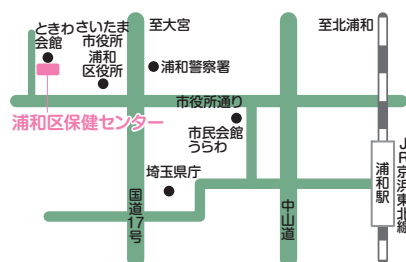 ときわ
会館
さいたま
市役所
浦和
区役所
至大宮
至北浦和
浦和警察署
市役所通り
浦和区保健センター
市民会館
うらわ
埼玉県庁
国道17号
中山道
浦和駅
JR京浜東北線